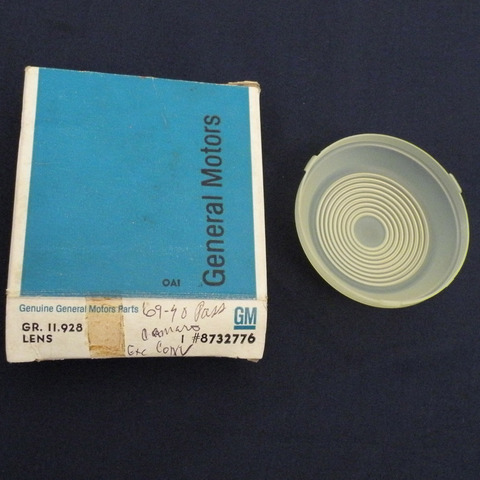 General Motors
OA1
Genuine General Motors Parts
GM
69-70 Pass
GR. 11.928
LENS
Camaro
1 #8732776
Exc Conv